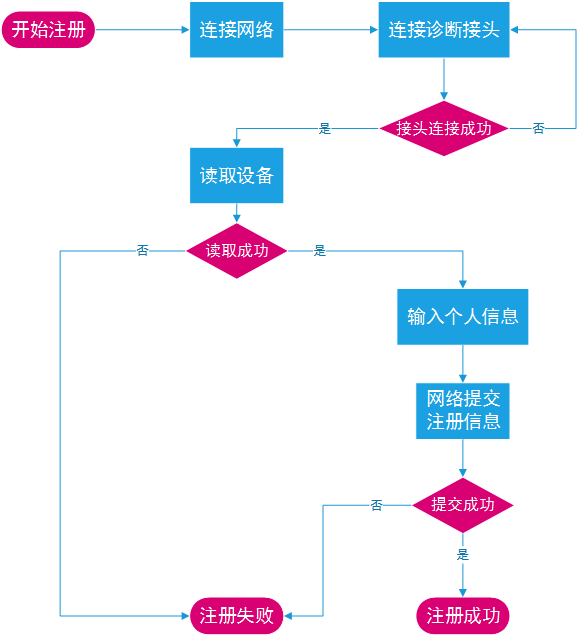 开始注册
连接网络
连接诊断接头
接头连接成功
是
否
读取设备
读取成功
否
是
输入个人信息
网络提交
注册信息
提交成功
否
是
注册失败
注册成功